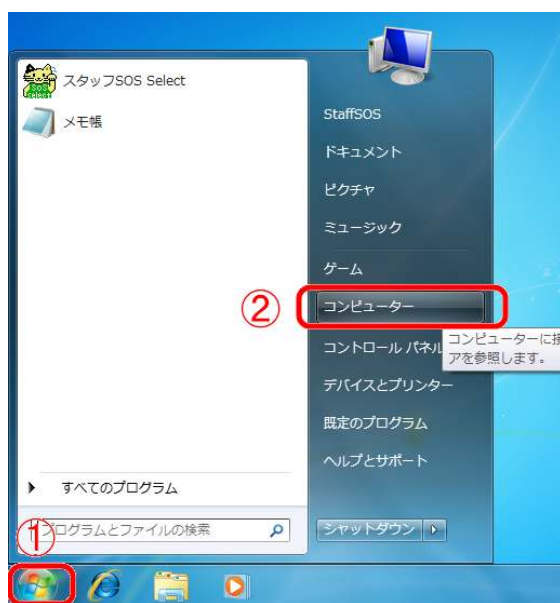 スタッフSOS Select
メモ帳
すべてのプログラム
プログラムとファイルの検索
①
StaffSOS
ドキュメント
ピクチャ
ミュージック
ゲーム
②
コンピューター
コンピューターに接
アを参照します。
コントロール パネル
デバイスとプリンター
既定のプログラム
ヘルプとサポート
シャットダウン